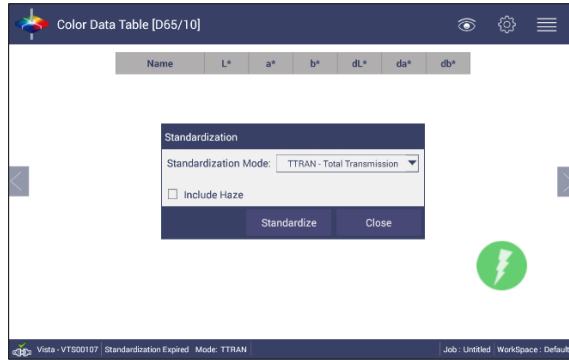 Color Data Table [D65/10]
Name L* a* b* dL* da* db*
Standardization
Standardization Mode: TTRAN - Total Transmission
Include Haze
Standardize Close
Vista - VTS00107 Standardization Expired Mode: TTRAN Job : Untitled WorkSpace : Default